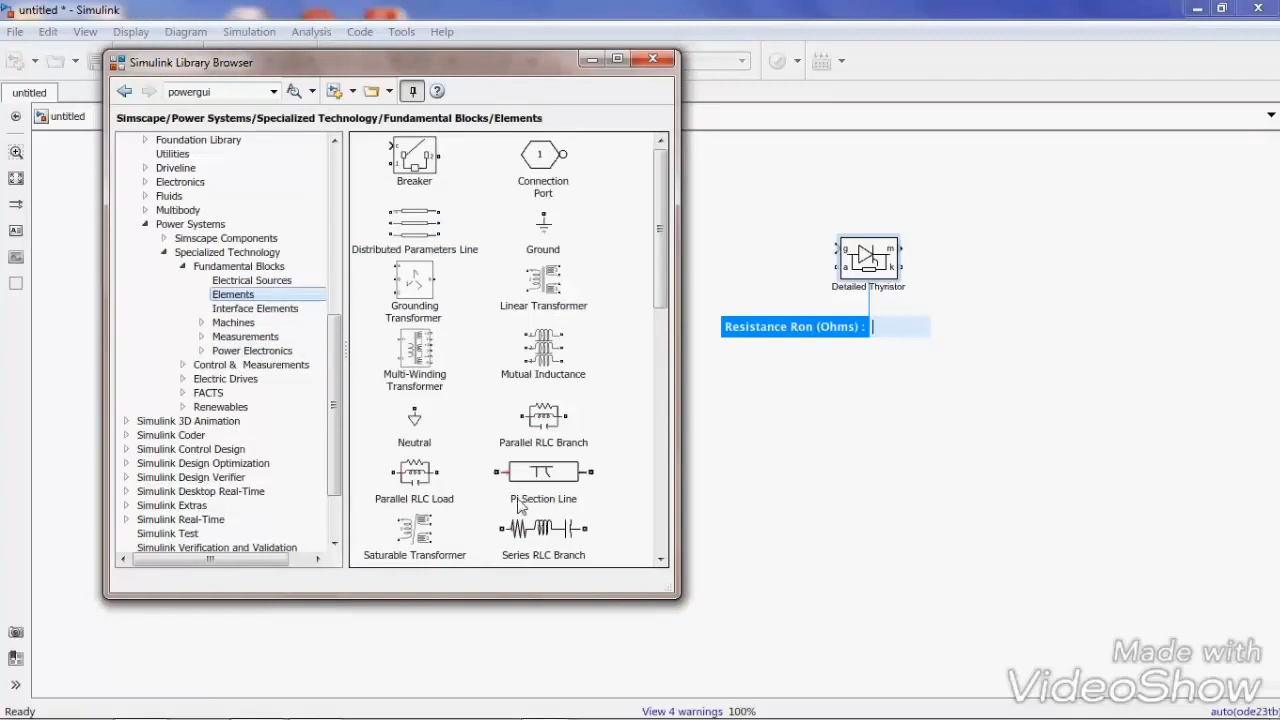 untitled * - Simulink
File Edit View Display Diagram Simulation Analysis Code Tools Help
Simulink Library Browser
powergui
untitled
untitled
Simscape/Power Systems/Specialized Technology/Fundamental Blocks/Elements
Foundation Library
Utilities
Driveline
Electronics
Fluids
Multibody
Power Systems
Simscape Components
Specialized Technology
Fundamental Blocks
Electrical Sources
Elements
Interface Elements
Machines
Measurements
Power Electronics
Control & Measurements
Electric Drives
FACTS
Renewables
Simulink 3D Animation
Simulink Coder
Simulink Control Design
Simulink Design Optimization
Simulink Design Verifier
Simulink Desktop Real-Time
Simulink Extras
Simulink Real-Time
Simulink Test
Simulink Verification and Validation
c
1 2
Breaker
1
Connection
Port
Distributed Parameters Line
Ground
Grounding
Transformer
Linear Transformer
Multi-Winding
Transformer
Mutual Inductance
Neutral
Parallel RLC Branch
Parallel RLC Load
Pi Section Line
Saturable Transformer
Series RLC Branch
g m
a k
Detailed Thyristor
Resistance Ron (Ohms) :
Made with
VideoShow
Ready
View 4 warnings 100%
auto(ode23tb)